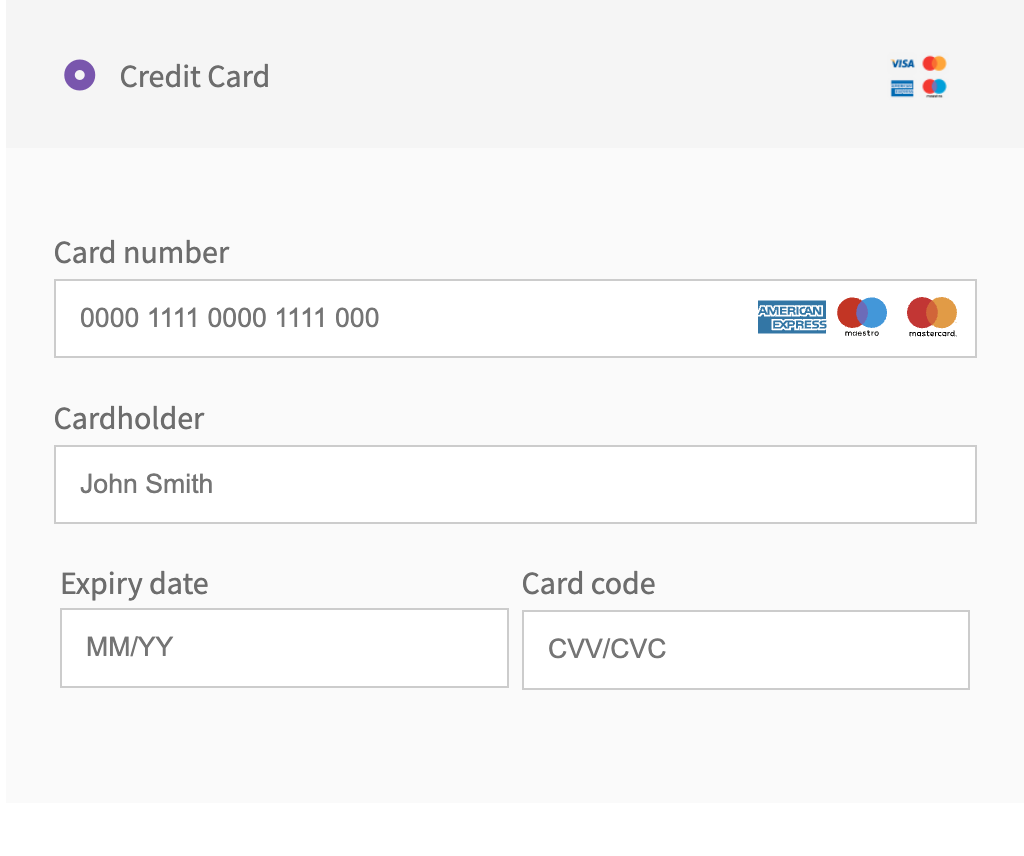 Credit Card
VISA
Card number
0000 1111 0000 1111 000
AMERICAN
EXPRESS
maestro
mastercard.
Cardholder
John Smith
Expiry date
Card code
MM/YY
CVV/CVC